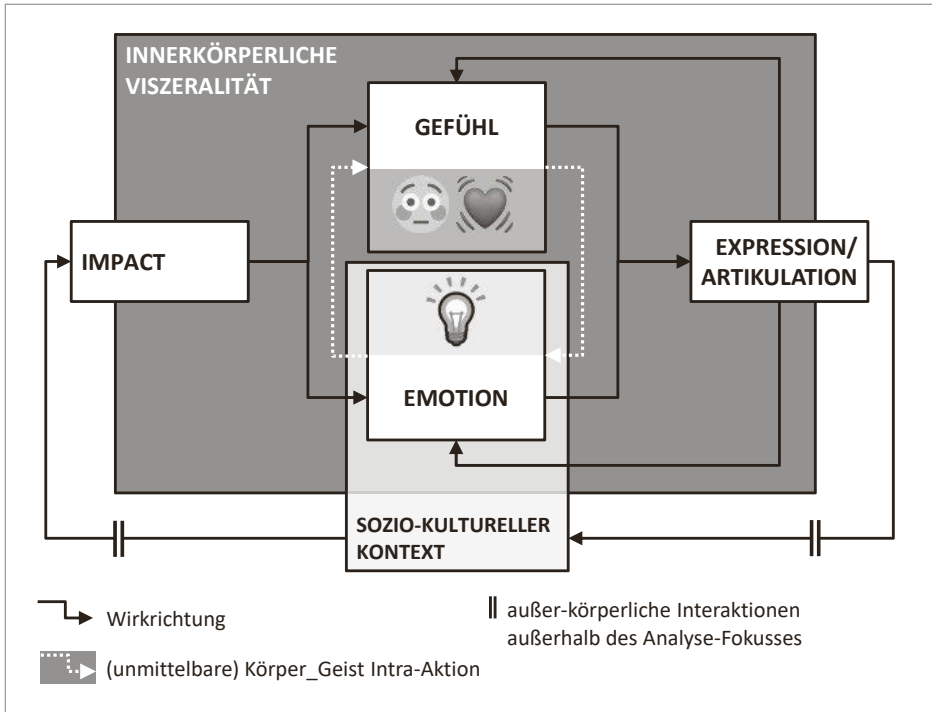 INNERKÖRPERLICHE
VISZERALITÄT
GEFÜHL
IMPACT
EXPRESSION/
ARTIKULATION
EMOTION
SOZIO-KULTURELLER
KONTEXT
Wirkrichtung
(unmittelbare) Körper_Geist Intra-Aktion
außer-körperliche Interaktionen
außerhalb des Analyse-Fokusses